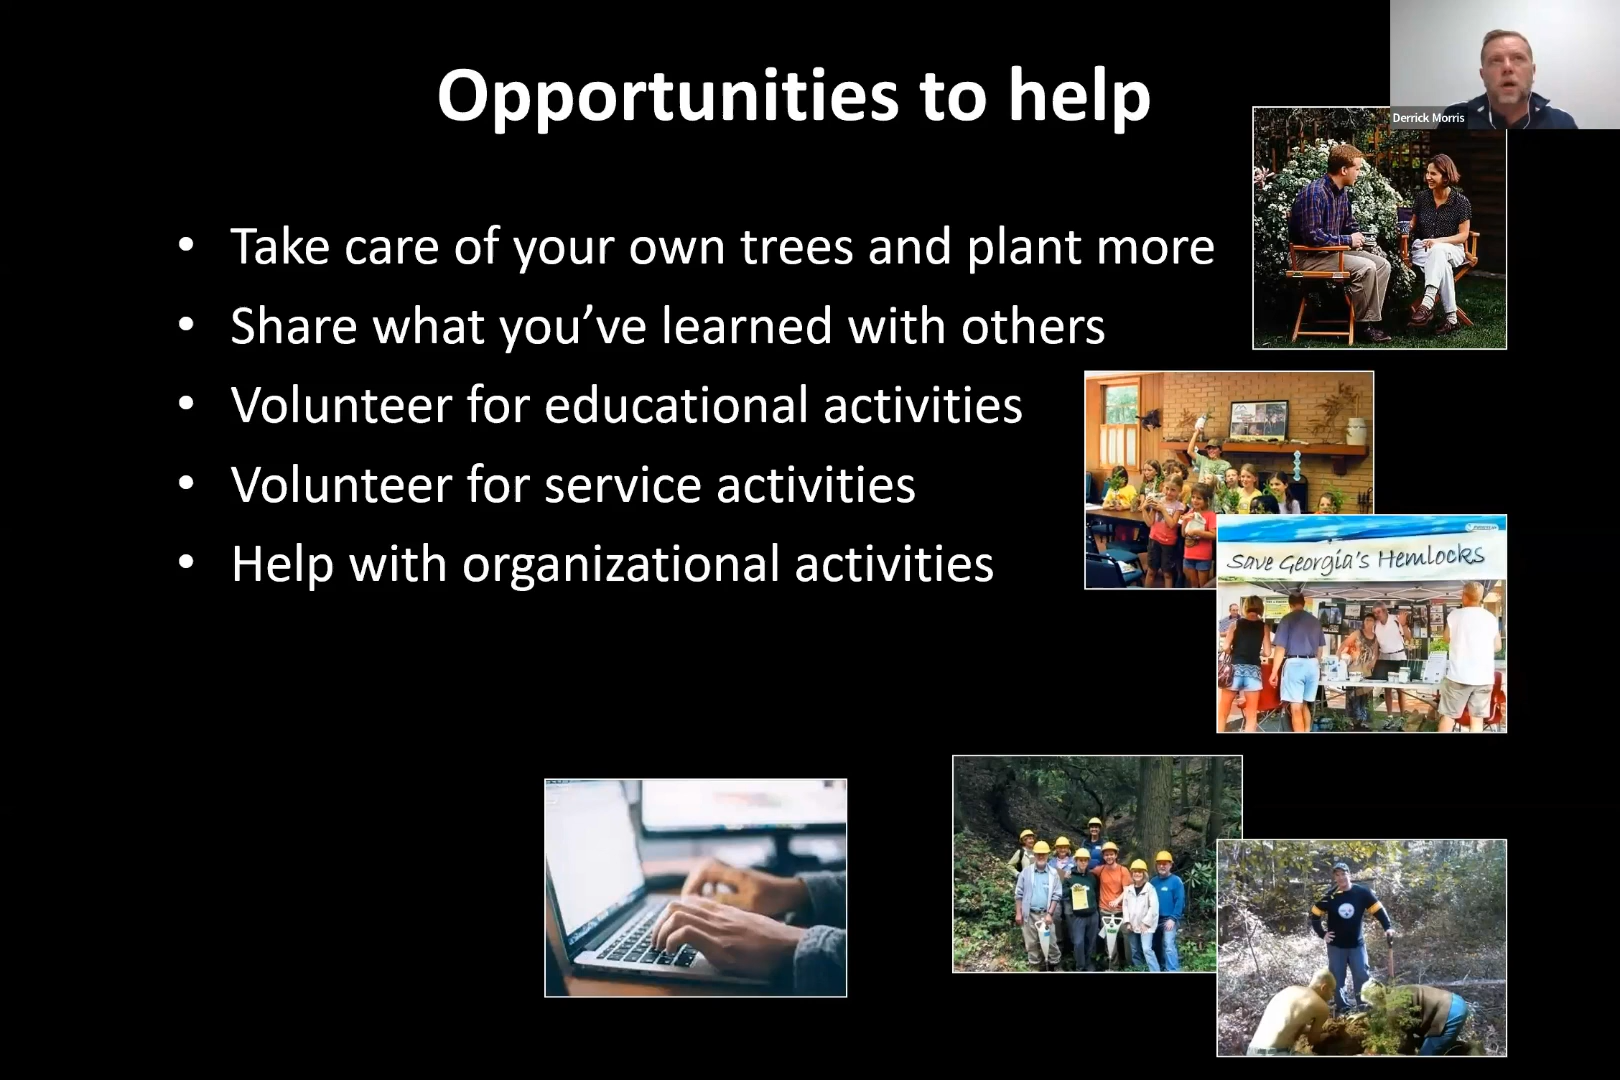 Opportunities to help
Derrick Morris
• Take care of your own trees and plant more
• Share what you’ve learned with others
• Volunteer for educational activities
• Volunteer for service activities
• Help with organizational activities
Save Georgia's Hemlocks